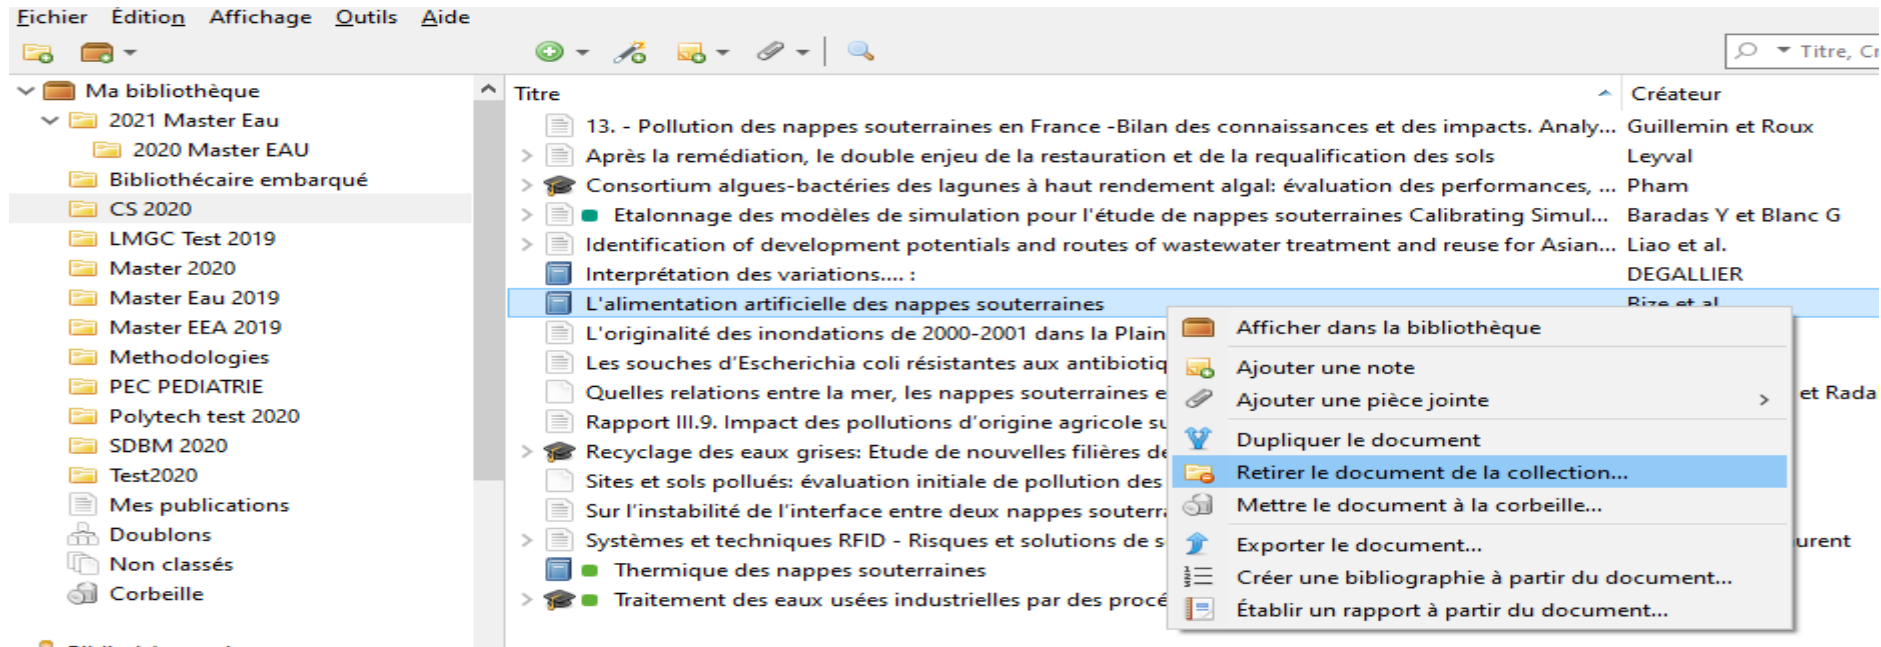 Fichier Édition Affichage Outils Aide
Titre, Cr
Ma bibliothèque
2021 Master Eau
2020 Master EAU
Bibliothécaire embarqué
CS 2020
LMGC Test 2019
Master 2020
Master Eau 2019
Master EEA 2019
Methodologies
PEC PEDIATRIE
Polytech test 2020
SDBM 2020
Test2020
Mes publications
Doublons
Non classés
Corbeille
Titre Créateur
13. - Pollution des nappes souterraines en France -Bilan des connaissances et des impacts. Analy... Guillemin et Roux
Après la remédiation, le double enjeu de la restauration et de la requalification des sols Leyval
Consortium algues-bactéries des lagunes à haut rendement algal: évaluation des performances, ... Pham
Etalonnage des modèles de simulation pour l'étude de nappes souterraines Calibrating Simul... Baradas Y et Blanc G
Identification of development potentials and routes of wastewater treatment and reuse for Asian... Liao et al.
Interprétation des variations.... : DEGALLIER
L'alimentation artificielle des nappes souterraines Bize et al.
L'originalité des inondations de 2000-2001 dans la Plain
Les souches d'Escherichia coli résistantes aux antibiotiq
Quelles relations entre la mer, les nappes souterraines e et Rada
Rapport III.9. Impact des pollutions d'origine agricole su
Recyclage des eaux grises: Etude de nouvelles filières de
Sites et sols pollués: évaluation initiale de pollution des
Sur l'instabilité de l'interface entre deux nappes souterra
Systèmes et techniques RFID - Risques et solutions de s urent
Thermique des nappes souterraines
Traitement des eaux usées industrielles par des procé
Afficher dans la bibliothèque
Ajouter une note
Ajouter une pièce jointe
Dupliquer le document
Retirer le document de la collection...
Mettre le document à la corbeille...
Exporter le document...
Créer une bibliographie à partir du document...
Établir un rapport à partir du document...